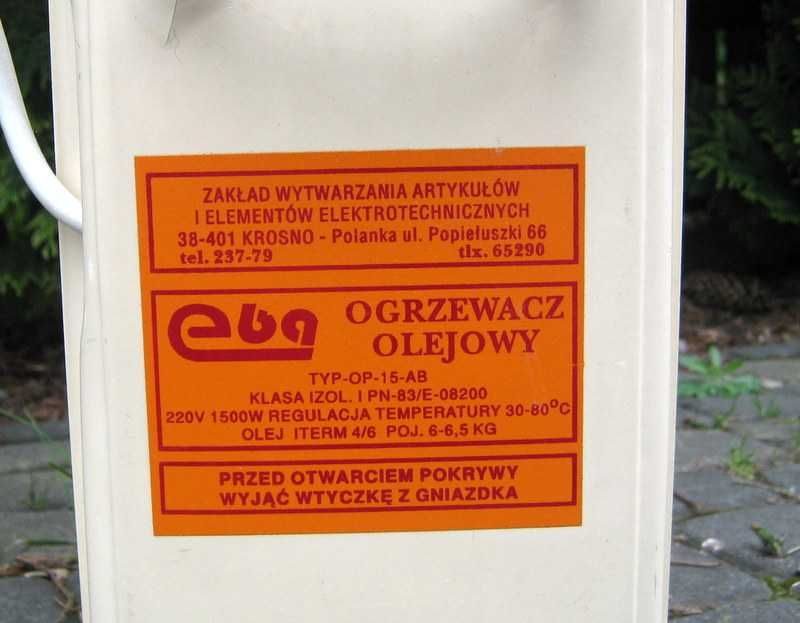 ZAKŁAD WYTWARZANIA ARTYKUŁÓW
I ELEMENTÓW ELEKTROTECHNICZNYCH
38-401 KROSNO - Polanka ul. Popiełuszki 66
tel. 237-79 tlx. 65290
eba OGRZEWACZ
OLEJOWY
TYP-OP-15-AB
KLASA IZOL. I PN-83/E-08200
220V 1500W REGULACJA TEMPERATURY 30-80°C
OLEJ ITERM 4/6 POJ. 6-6,5 KG
PRZED OTWARCIEM POKRYWY
WYJĄĆ WTYCZKĘ Z GNIAZDKA